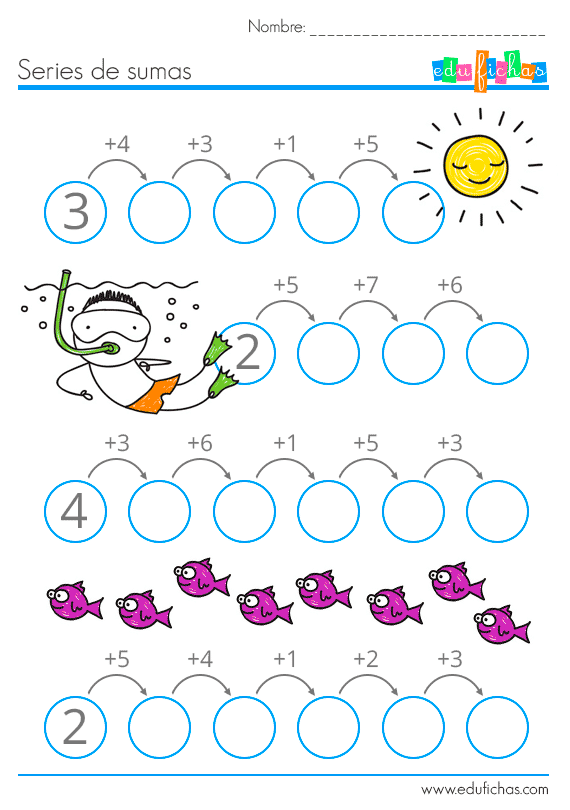 Nombre: ___________________________
Series de sumas
edufichas
+4 +3 +1 +5
3
+5 +7 +6
2
+3 +6 +1 +5 +3
4
+5 +4 +1 +2 +3
2
www.edufichas.com